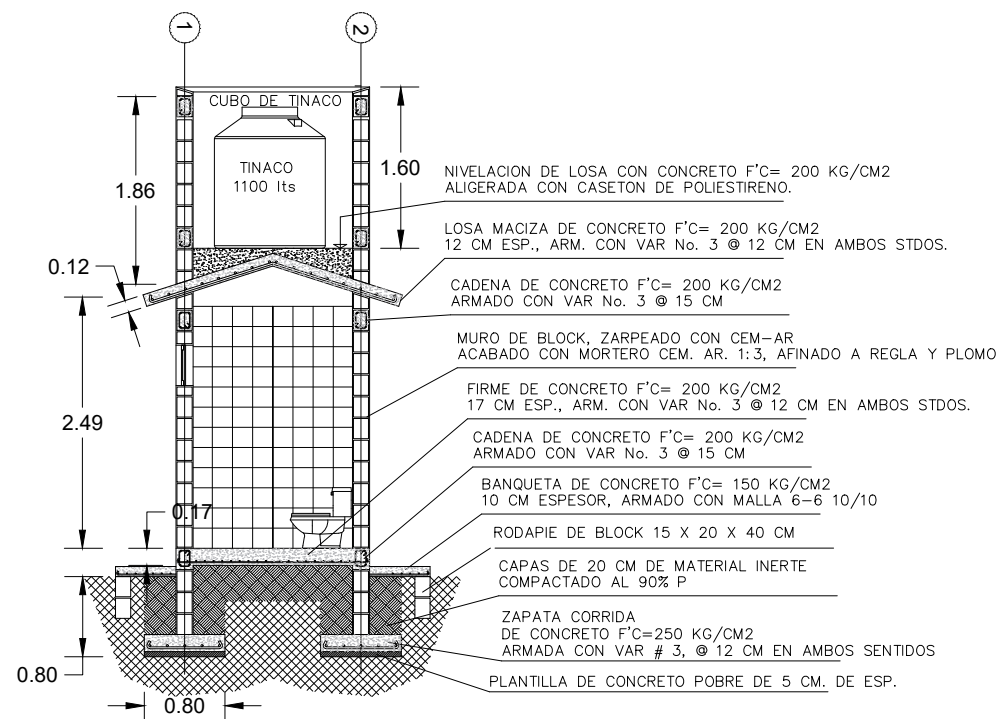 1
2
CUBO DE TINACO
TINACO
1100 lts
1.86
1.60
0.12
2.49
0.17
0.80
0.80
NIVELACION DE LOSA CON CONCRETO F'C= 200 KG/CM2
ALIGERADA CON CASETON DE POLIESTIRENO.
LOSA MACIZA DE CONCRETO F'C= 200 KG/CM2
12 CM ESP., ARM. CON VAR No. 3 @ 12 CM EN AMBOS STDOS.
CADENA DE CONCRETO F'C= 200 KG/CM2
ARMADO CON VAR No. 3 @ 15 CM
MURO DE BLOCK, ZARPEADO CON CEM-AR
ACABADO CON MORTERO CEM. AR. 1:3, AFINADO A REGLA Y PLOMO
FIRME DE CONCRETO F'C= 200 KG/CM2
17 CM ESP., ARM. CON VAR No. 3 @ 12 CM EN AMBOS STDOS.
CADENA DE CONCRETO F'C= 200 KG/CM2
ARMADO CON VAR No. 3 @ 15 CM
BANQUETA DE CONCRETO F'C= 150 KG/CM2
10 CM ESPESOR, ARMADO CON MALLA 6-6 10/10
RODAPIE DE BLOCK 15 X 20 X 40 CM
CAPAS DE 20 CM DE MATERIAL INERTE
COMPACTADO AL 90% P
ZAPATA CORRIDA
DE CONCRETO F'C=250 KG/CM2
ARMADA CON VAR # 3, @ 12 CM EN AMBOS SENTIDOS
PLANTILLA DE CONCRETO POBRE DE 5 CM. DE ESP.